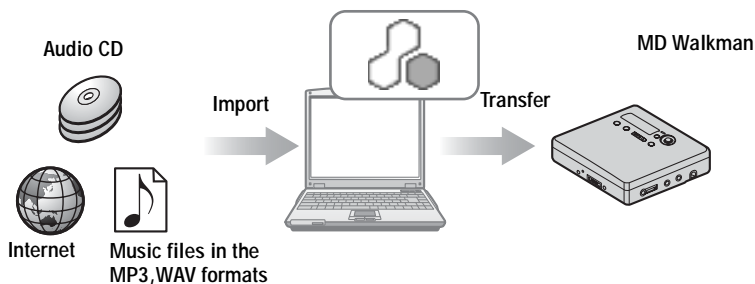 Audio CD
MD Walkman
Import
Transfer
Internet
Music files in the
MP3,WAV formats